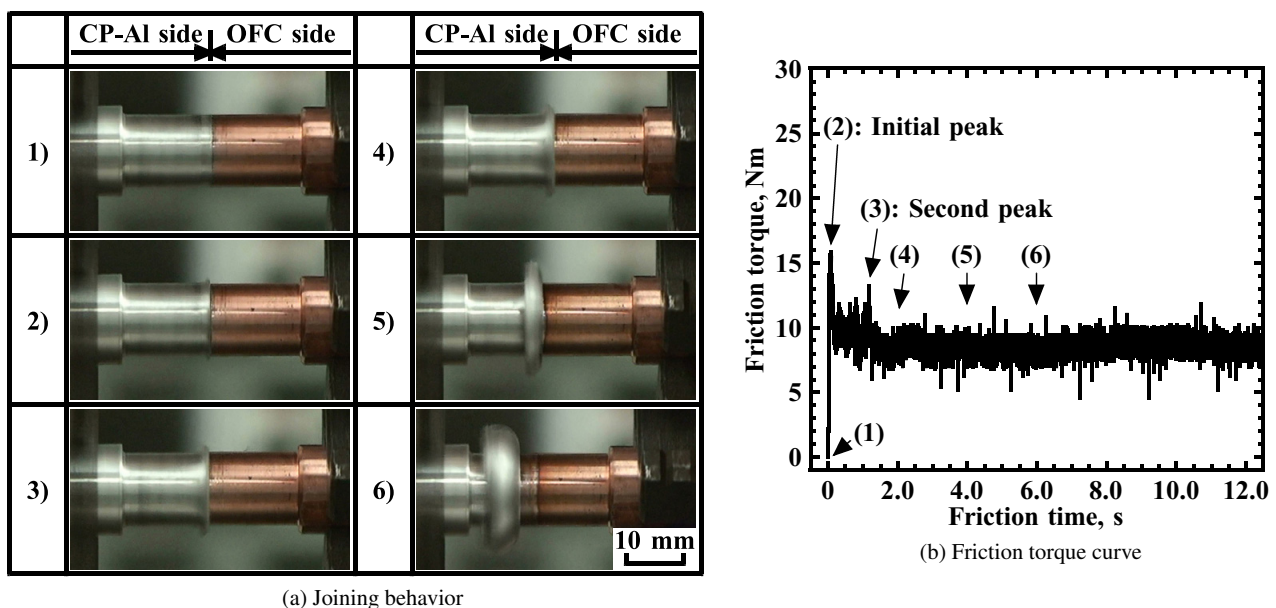 CP-Al side OFC side CP-Al side OFC side
1) 4)
2) 5)
3) 6)
10 mm
(a) Joining behavior
30
25
20
15
10
5
0
Friction torque, Nm
(2): Initial peak
(3): Second peak
(4) (5) (6)
(1)
0 2.0 4.0 6.0 8.0 10.0 12.0
Friction time, s
(b) Friction torque curve